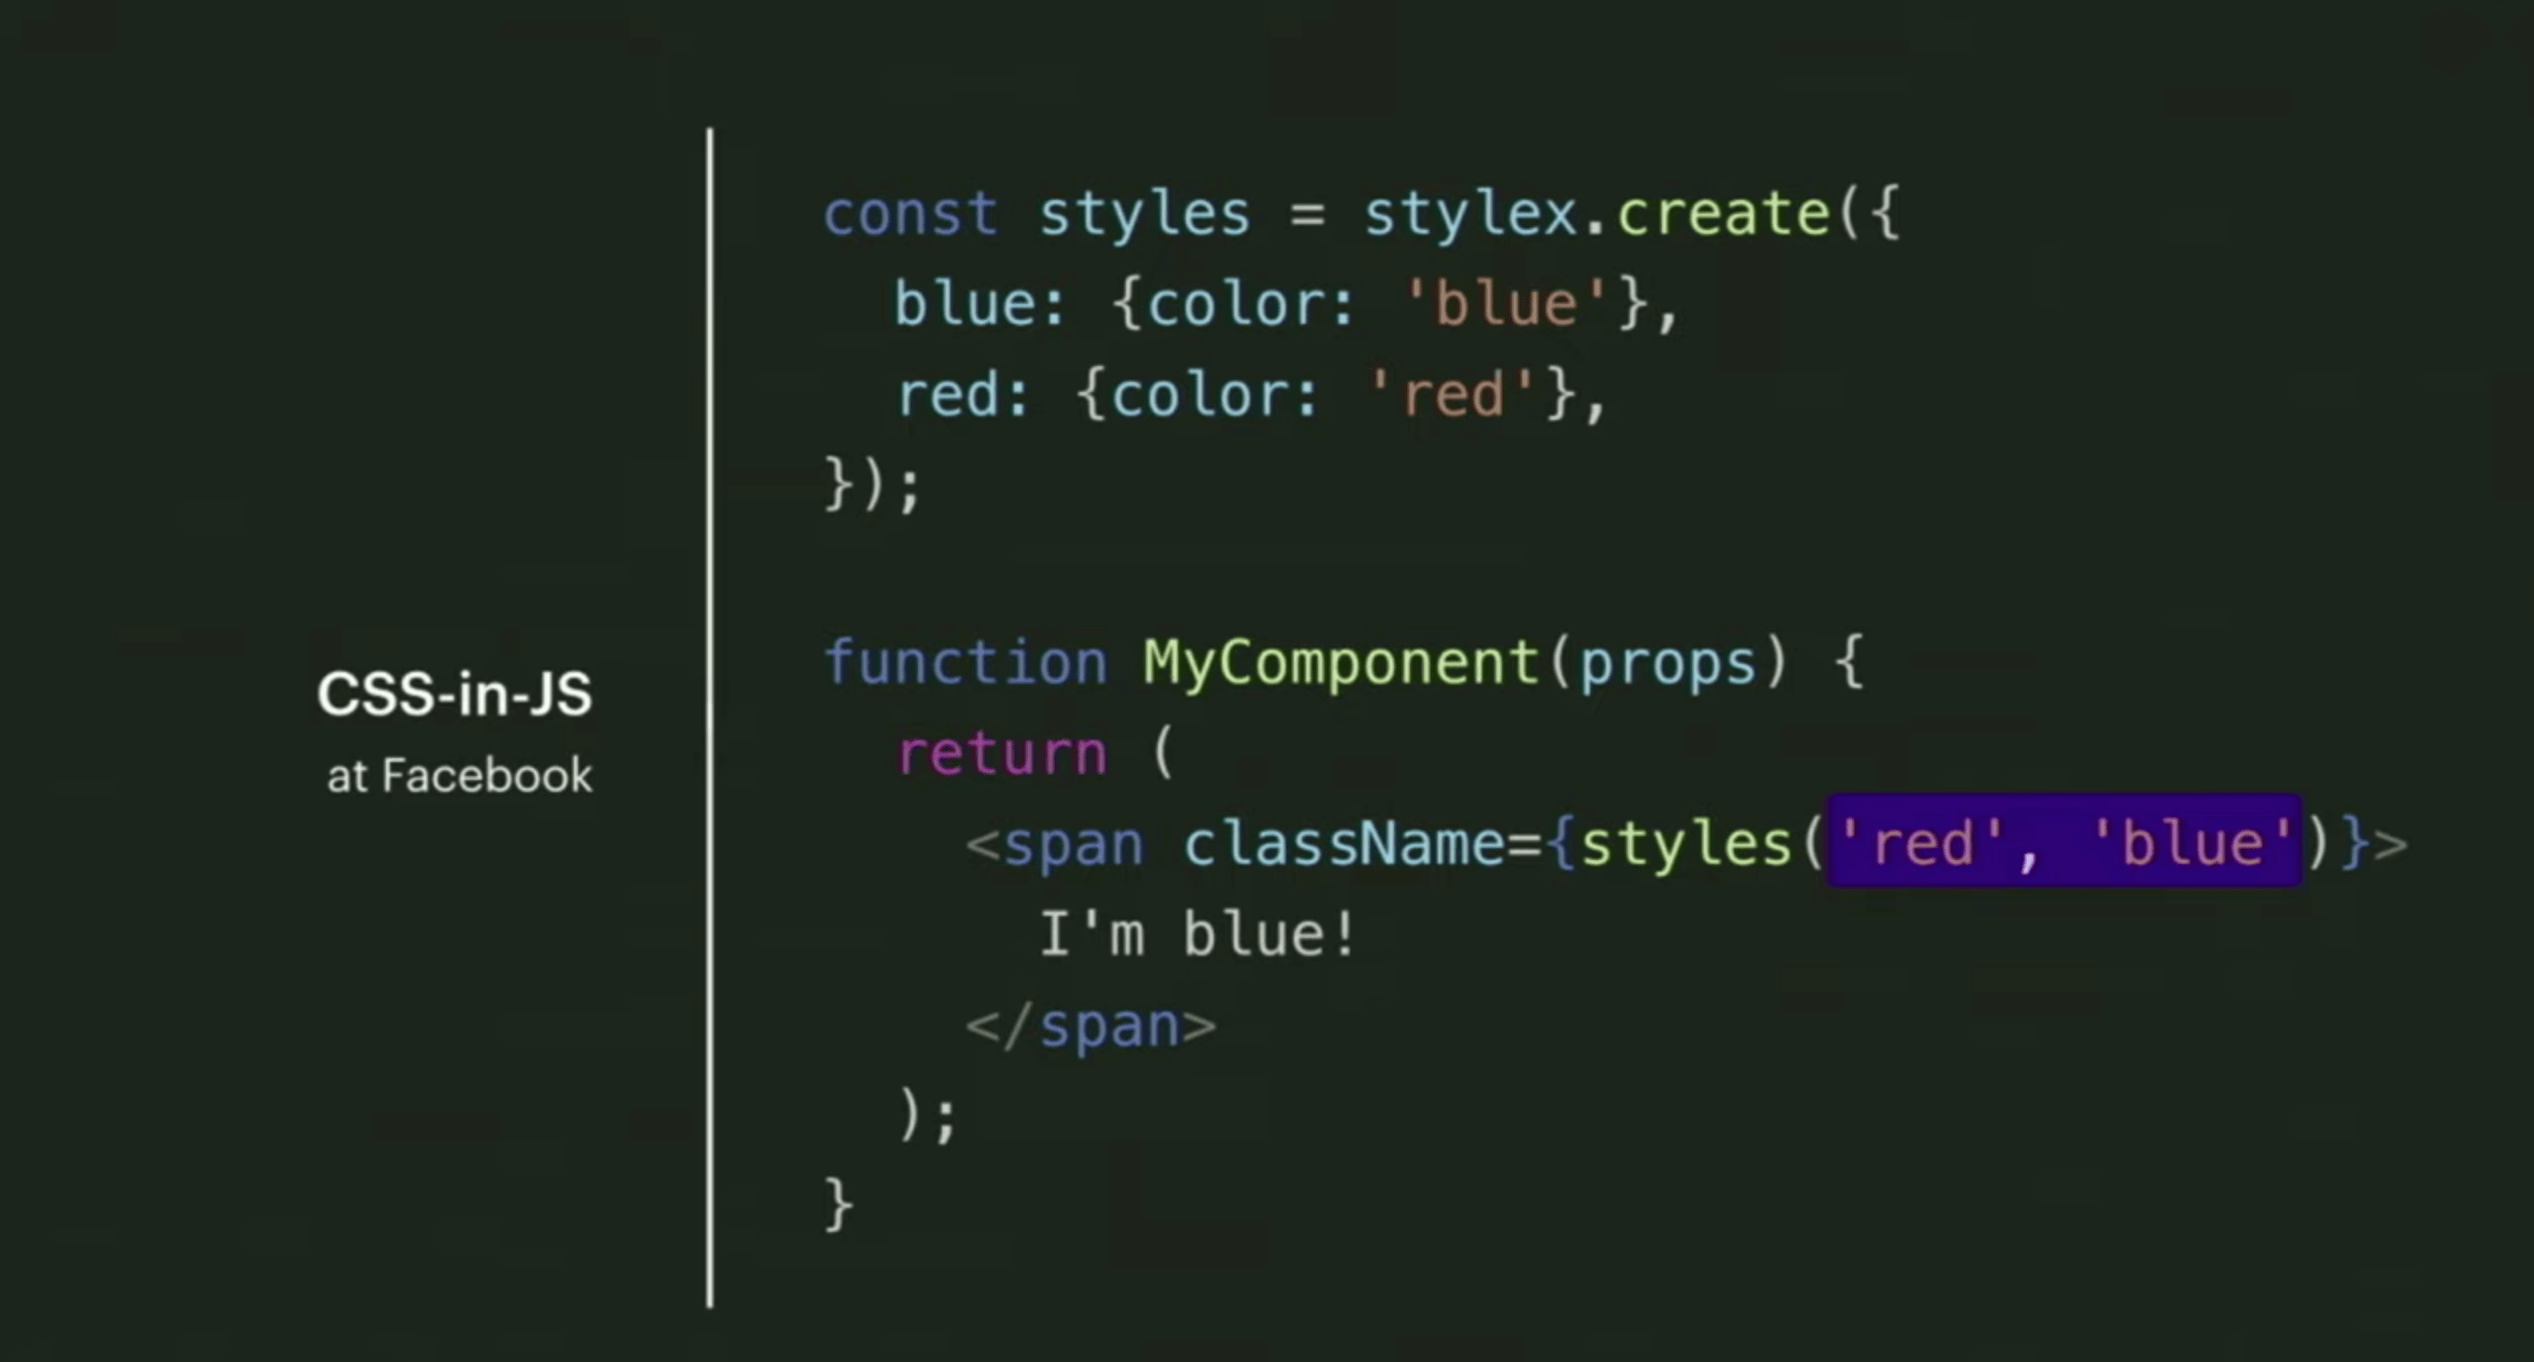 CSS-in-JS
at Facebook
const styles = stylex.create({
  blue: {color: 'blue'},
  red: {color: 'red'},
});
function MyComponent(props) {
  return (
    <span className={styles('red', 'blue')}>
      I'm blue!
    </span>
  );
}